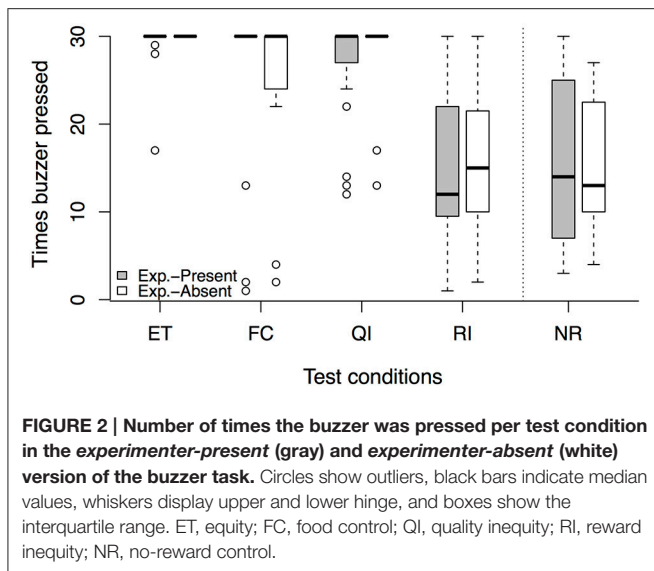 30
20
10
0
Times buzzer pressed
Exp.-Present
Exp.-Absent
ET FC QI RI NR
Test conditions
FIGURE 2 | Number of times the buzzer was pressed per test condition
in the experimenter-present (gray) and experimenter-absent (white)
version of the buzzer task. Circles show outliers, black bars indicate median
values, whiskers display upper and lower hinge, and boxes show the
interquartile range. ET, equity; FC, food control; QI, quality inequity; RI, reward
inequity; NR, no-reward control.